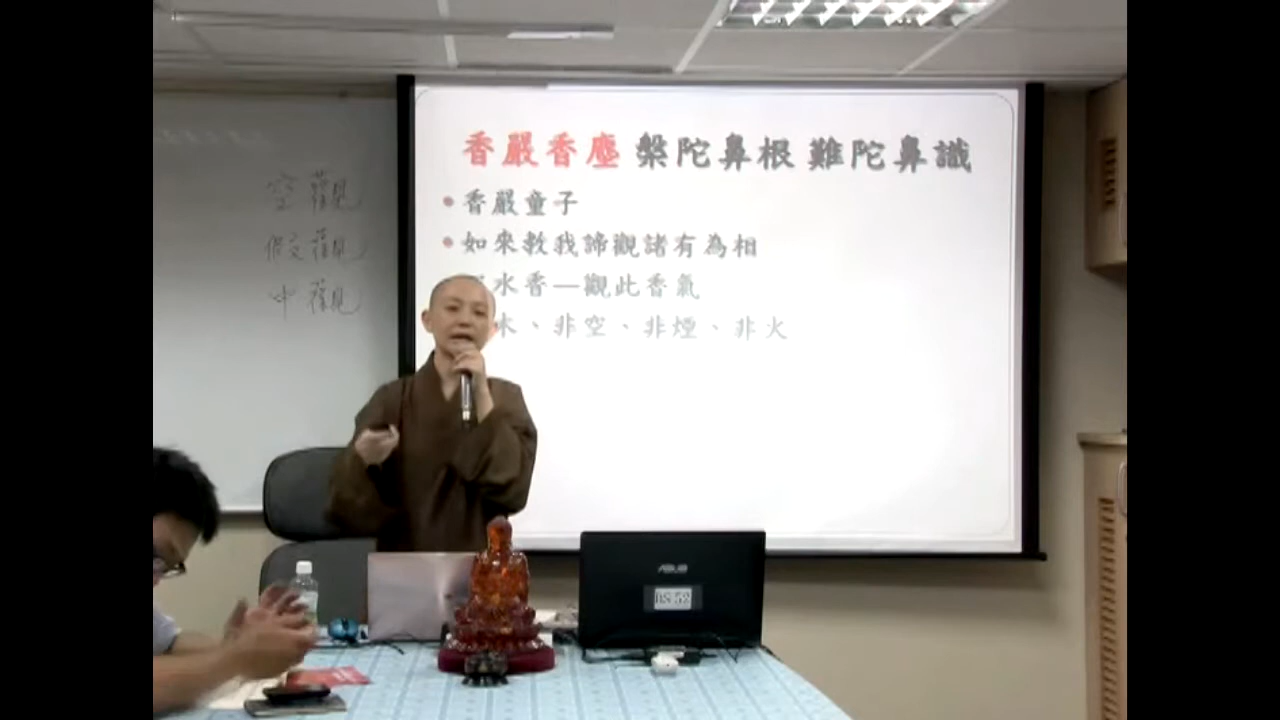 空觀
假交觀
中觀
香嚴香塵 槃陀鼻根 難陀鼻識
香嚴童子
如來教我諦觀諸有為相
水香—觀此香氣
木、非空、非煙、非火
ASUS